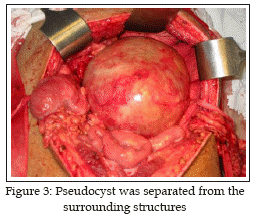 Figure 3: Pseudocyst was separated from the
surrounding structures